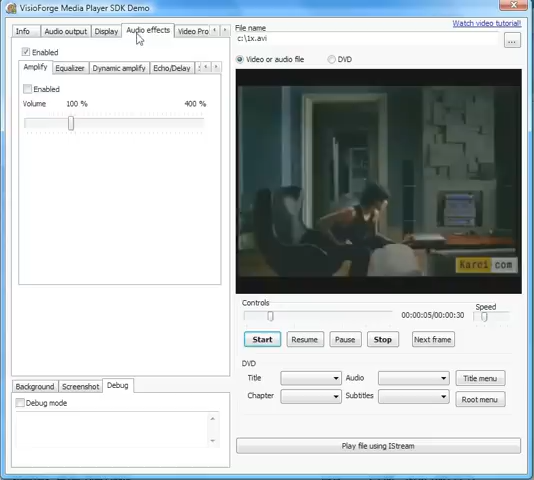 VisioForge Media Player SDK Demo
Watch video tutorial!
Info Audio output Display Audio effects Video Pro
File name
c:\1x.avi
...
Enabled
Video or audio file DVD
Amplify Equalizer Dynamic amplify Echo/Delay
Enabled
Volume 100 % 400 %
Karei com
Controls
00:00:05/00:00:30
Speed
Start Resume Pause Stop Next frame
DVD
Title Audio Title menu
Chapter Subtitles Root menu
Background Screenshot Debug
Debug mode
Play file using IStream